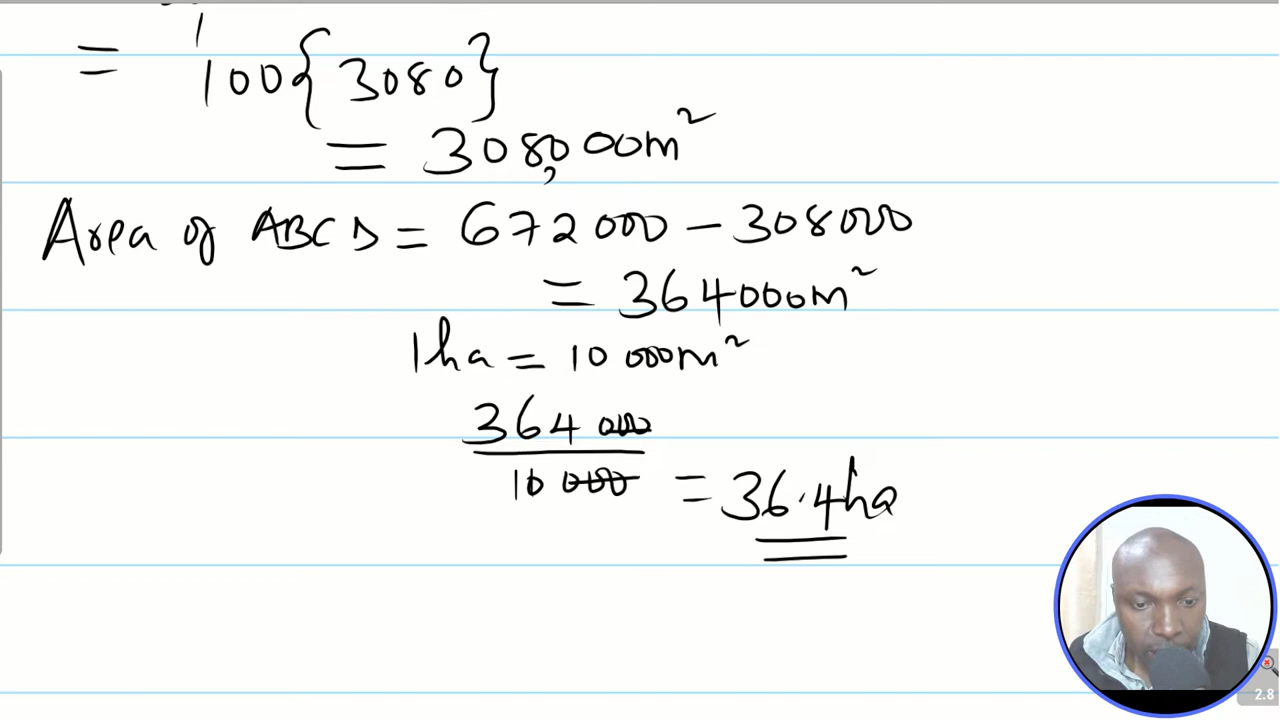 = 100{3080}
= 308,000m²
Area of ABCD = 672000 - 308000
= 364000m²
1ha = 10 000m²
364 000
10 000 = 36.4ha
2.8